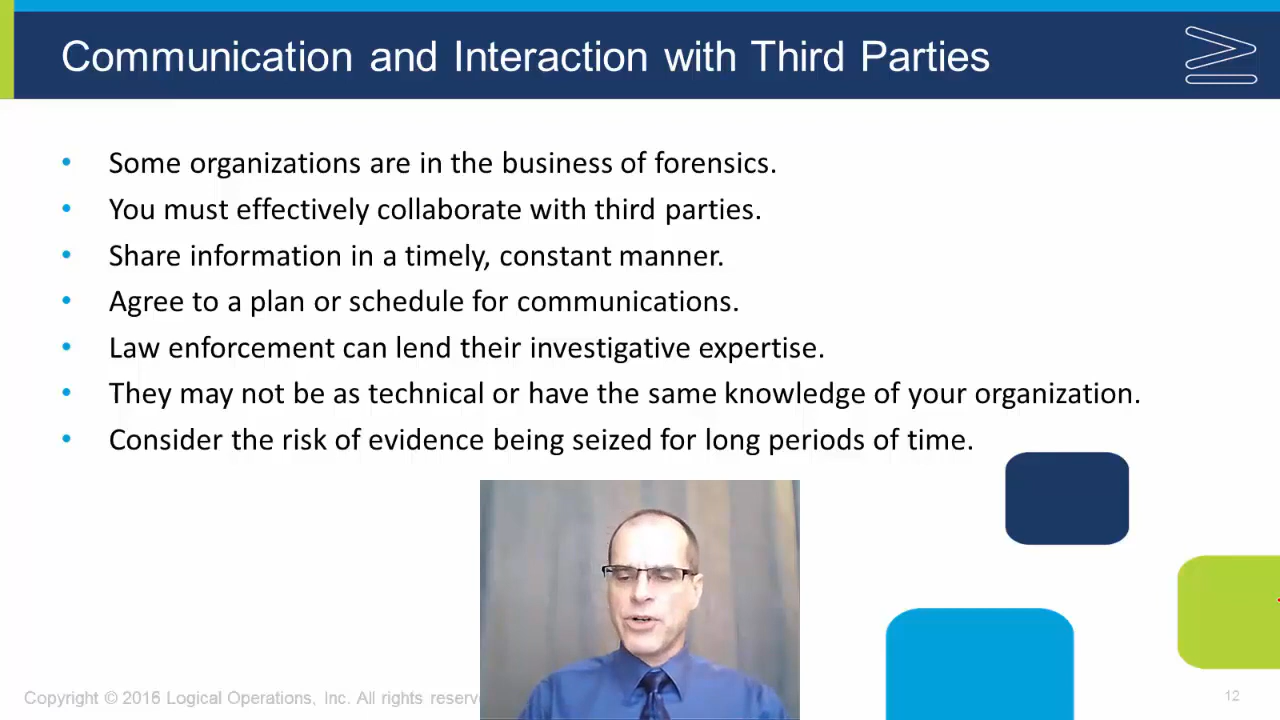 Communication and Interaction with Third Parties
• Some organizations are in the business of forensics.
• You must effectively collaborate with third parties.
• Share information in a timely, constant manner.
• Agree to a plan or schedule for communications.
• Law enforcement can lend their investigative expertise.
• They may not be as technical or have the same knowledge of your organization.
• Consider the risk of evidence being seized for long periods of time.
Copyright © 2016 Logical Operations, Inc. All rights reserve
12